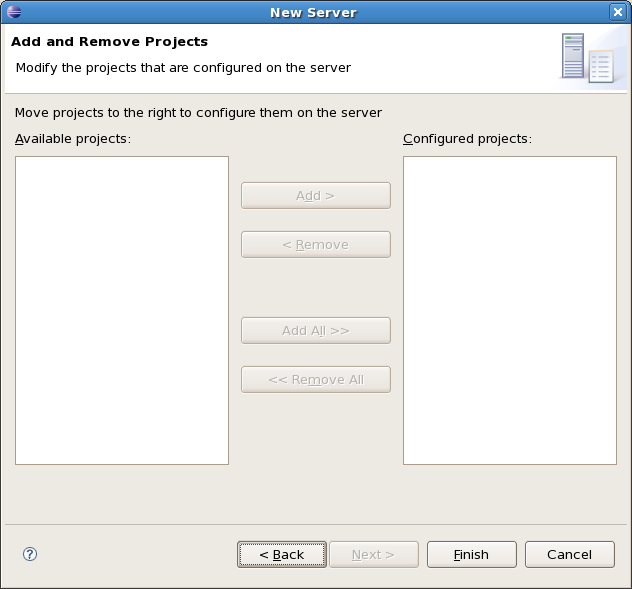 New Server
Add and Remove Projects
Modify the projects that are configured on the server
Move projects to the right to configure them on the server
Available projects:
Configured projects:
Add >
< Remove
Add All >>
<< Remove All
?
< Back
Next >
Finish
Cancel